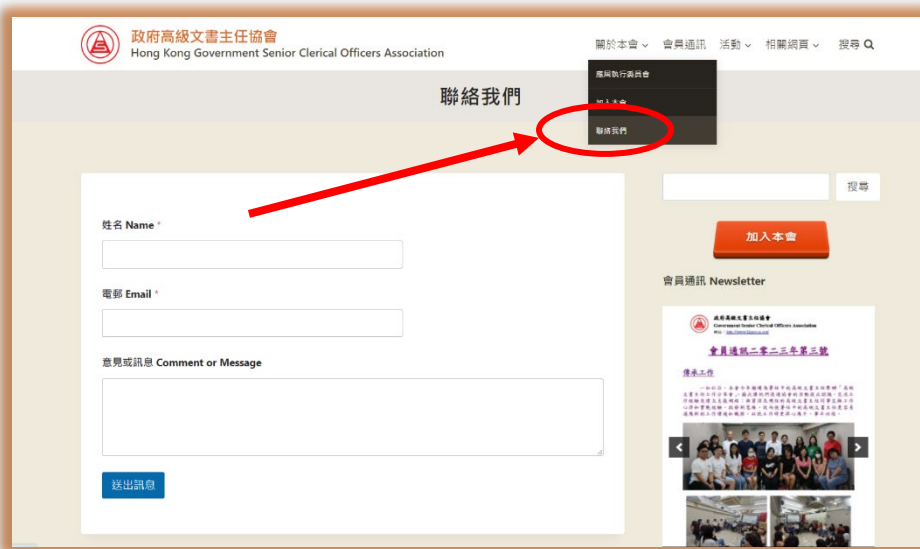 政府高級文書主任協會
Hong Kong Government Senior Clerical Officers Association
關於本會 會員通訊 活動 相關網頁 搜尋
聯絡我們
屆執行委員會
加入本會
聯絡我們
搜尋
姓名 Name *
加入本會
電郵 Email *
會員通訊 Newsletter
意見或訊息 Comment or Message
政府高級文書主任協會
Government Senior Clerical Officers Association
會員通訊二零二三年第三號
傳承工作
送出訊息